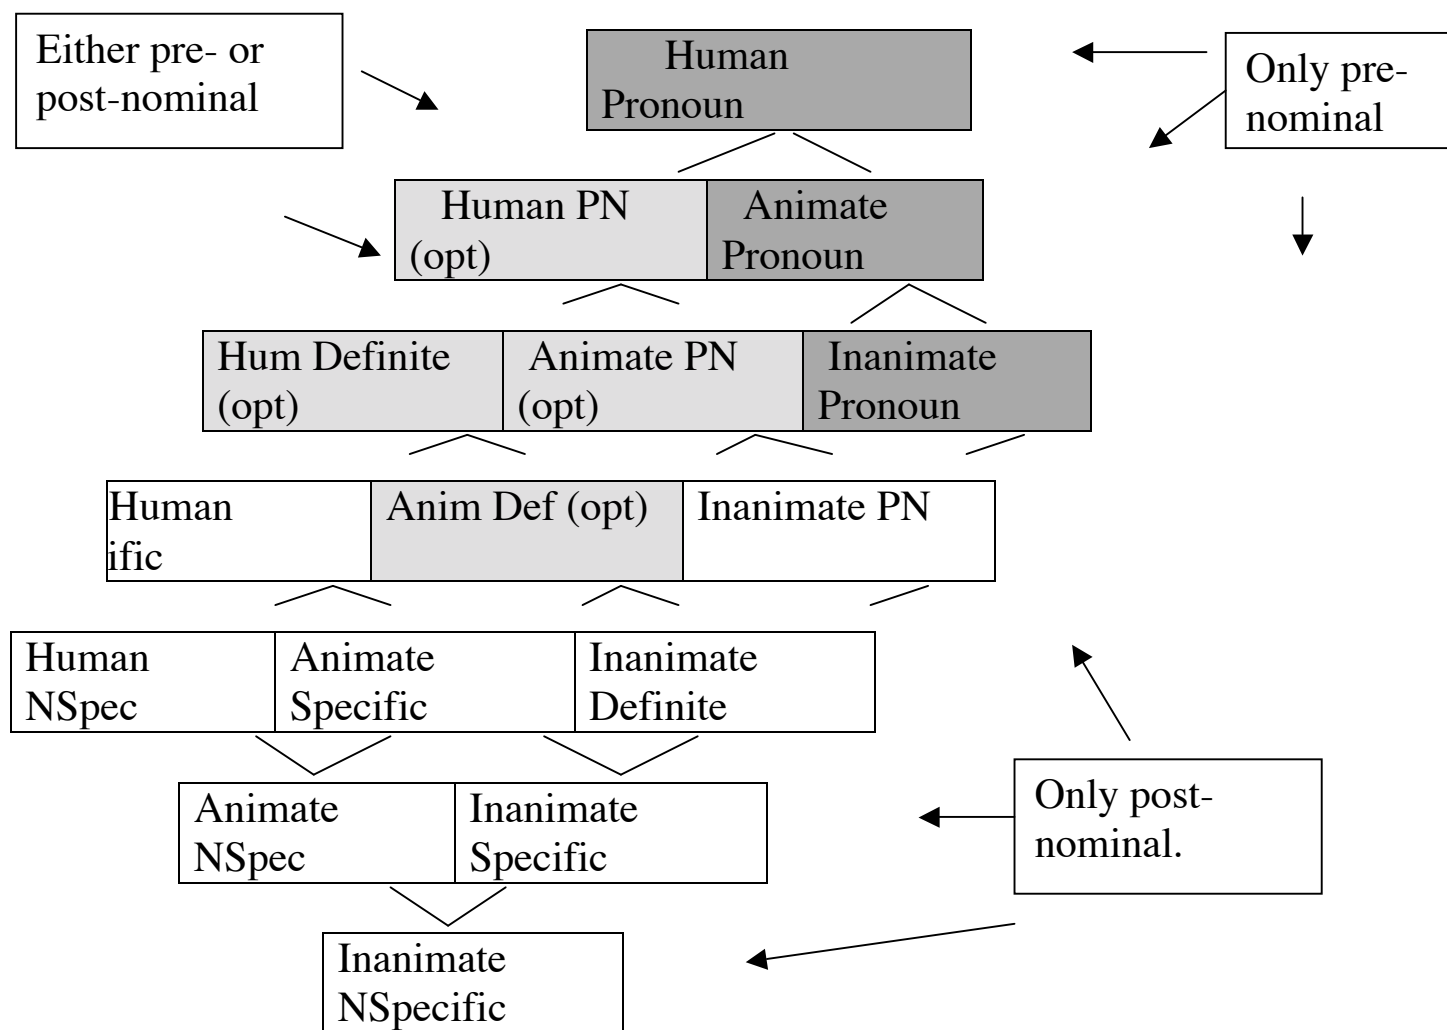 Either pre- or
post-nominal
Human
Pronoun
Only pre-
nominal
Human PN
(opt)
Animate
Pronoun
Hum Definite
(opt)
Animate PN
(opt)
Inanimate
Pronoun
Human
ific
Anim Def (opt)
Inanimate PN
Human
NSpec
Animate
Specific
Inanimate
Definite
Animate
NSpec
Inanimate
Specific
Only post-
nominal.
Inanimate
NSpecific